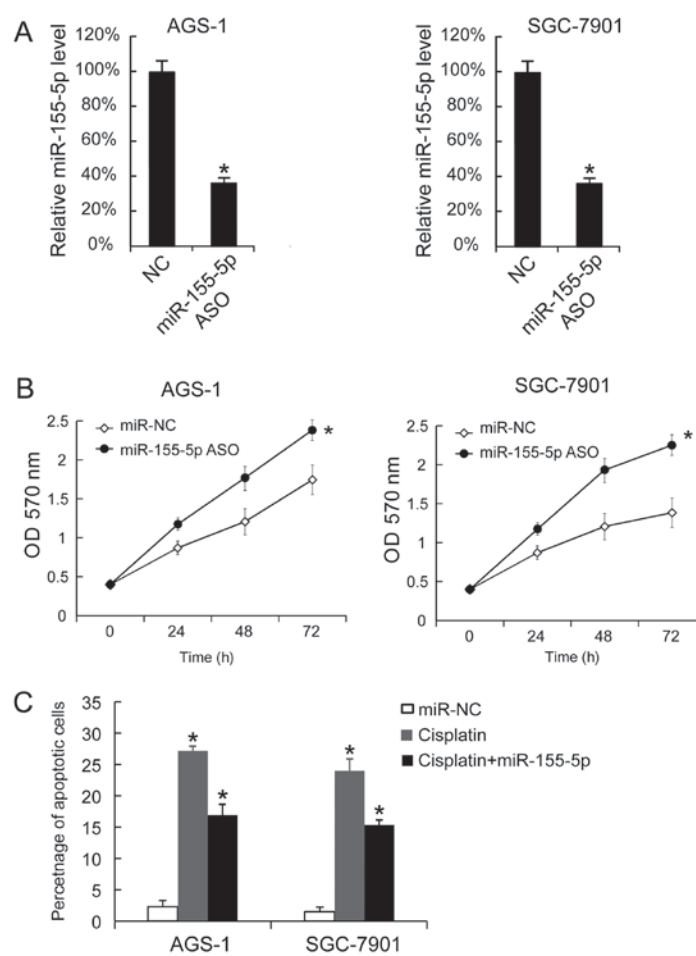 A
AGS-1
Relative miR-155-5p level
120%
100%
80%
60%
40%
20%
0%
*
NC
miR-155-5p
ASO
SGC-7901
Relative miR-155-5p level
120%
100%
80%
60%
40%
20%
0%
*
NC
miR-155-5p
ASO
B
AGS-1
OD 570 nm
2.5
2
1.5
1
0.5
0
miR-NC
miR-155-5p ASO
*
0 24 48 72
Time (h)
SGC-7901
OD 570 nm
2.5
2
1.5
1
0.5
0
miR-NC
miR-155-5p ASO
*
0 24 48 72
Time (h)
C
Percetnage of apoptotic cells
35
30
25
20
15
10
5
0
* *
* *
miR-NC
Cisplatin
Cisplatin+miR-155-5p
AGS-1 SGC-7901